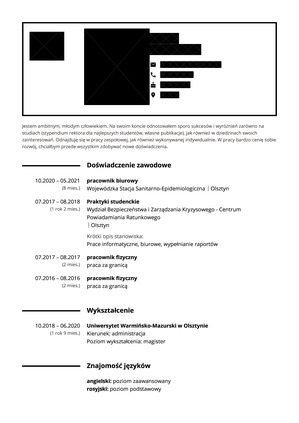 Jestem ambitnym, młodym człowiekiem. Na swoim koncie odnotowałem sporo sukcesów i wyróżnień zarówno na
studiach (stypendium rektora dla najlepszych studentów, własne publikacje), jak również w dziedzinach swoich
zainteresowań. Odnajduję się w pracy zespołowej, jak również wykonywanej indywidualnie. W pracy bardzo cenię sobie
rozwój, chciałbym przede wszystkim zdobywać nowe doświadczenia.
Doświadczenie zawodowe
10.2020 – 05.2021 pracownik biurowy
(8 mies.) Wojewódzka Stacja Sanitarno-Epidemiologiczna | Olsztyn
07.2017 – 08.2018 Praktyki studenckie
(1 rok 2 mies.) Wydział Bezpieczeństwa i Zarządzania Kryzysowego - Centrum
Powiadamiania Ratunkowego
| Olsztyn
Krótki opis stanowiska:
Prace informatyczne, biurowe, wypełnianie raportów
07.2017 – 08.2017 pracownik fizyczny
(2 mies.) praca za granicą
07.2016 – 08.2016 pracownik fizyczny
(2 mies.) praca za granicą
Wykształcenie
10.2018 – 06.2020 Uniwersytet Warmińsko-Mazurski w Olsztynie
(1 rok 9 mies.) Kierunek: administracja
Poziom wykształcenia: magister
Znajomość języków
angielski: poziom zaawansowany
rosyjski: poziom podstawowy